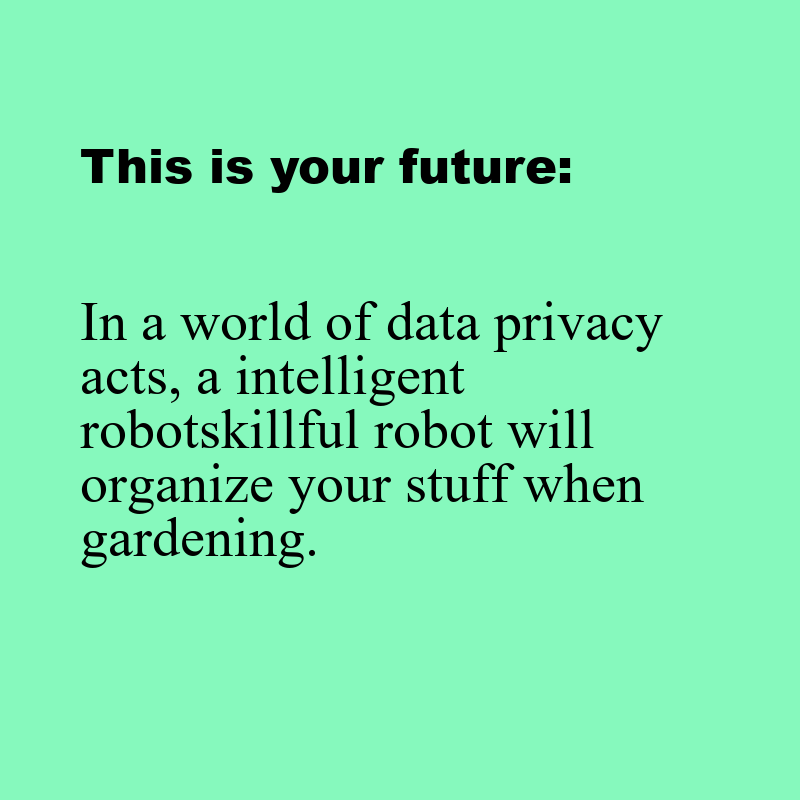 This is your future:
In a world of data privacy
acts, a intelligent
robotskillful robot will
organize your stuff when
gardening.